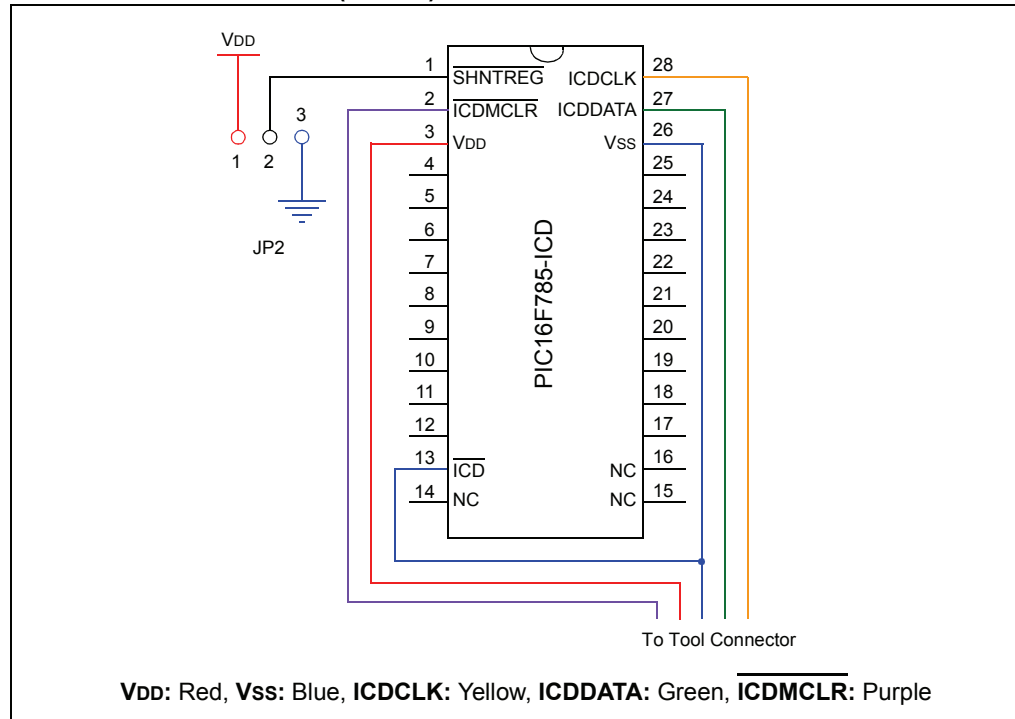 VDD
1 SHNTREG ICDCLK 28
2 ICDMCLR ICDDATA 27
3 VDD VSS 26
1 2 3
JP2
4 25
5 24
6 23
7 22
8 21
9 20
10 19
11 18
12 17
13 ICD NC 16
14 NC NC 15
PIC16F785-ICD
To Tool Connector
VDD: Red, VSS: Blue, ICDCLK: Yellow, ICDDATA: Green, ICDMCLR: Purple